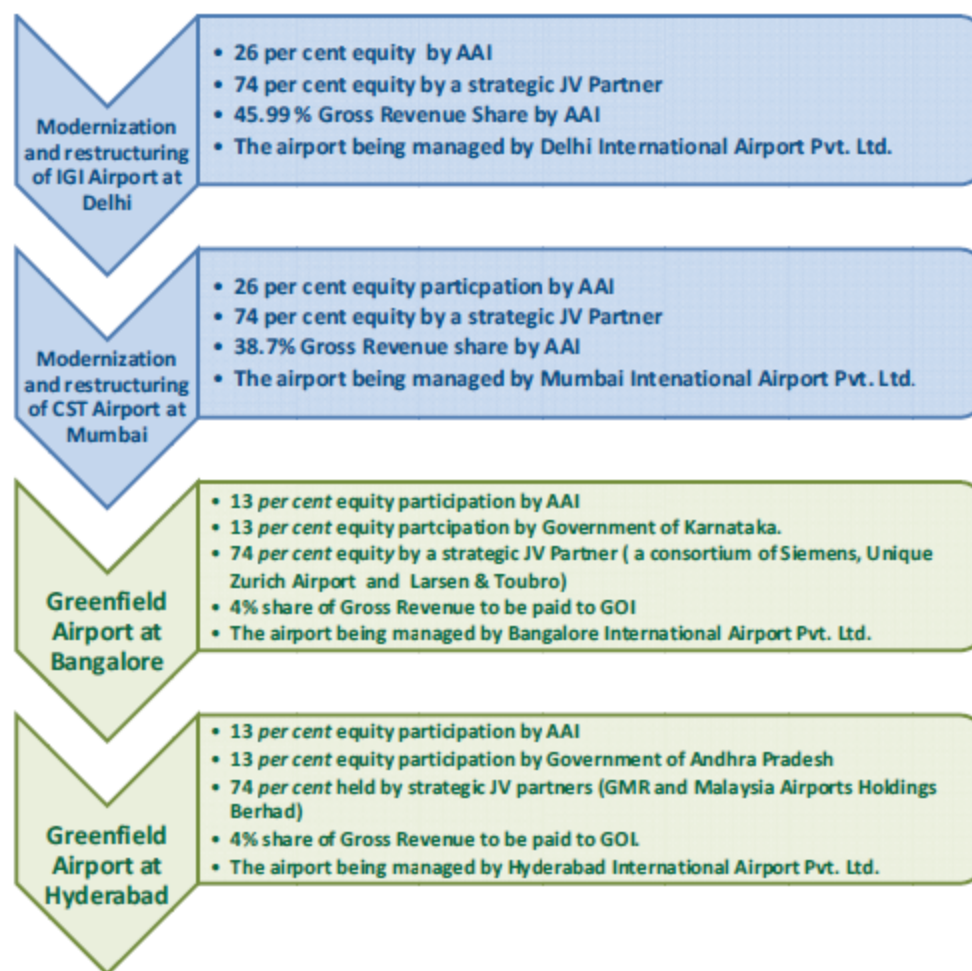 Modernization
and restructuring
of IGI Airport at
Delhi
• 26 per cent equity by AAI
• 74 per cent equity by a strategic JV Partner
• 45.99 % Gross Revenue Share by AAI
• The airport being managed by Delhi International Airport Pvt. Ltd.
Modernization
and restructuring
of CST Airport at
Mumbai
• 26 per cent equity particpation by AAI
• 74 per cent equity by a strategic JV Partner
• 38.7% Gross Revenue share by AAI
• The airport being managed by Mumbai Intenational Airport Pvt. Ltd.
Greenfield
Airport at
Bangalore
• 13 per cent equity participation by AAI
• 13 per cent equity partcipation by Government of Karnataka.
• 74 per cent equity by a strategic JV Partner ( a consortium of Siemens, Unique
Zurich Airport and Larsen & Toubro)
• 4% share of Gross Revenue to be paid to GOI
• The airport being managed by Bangalore International Airport Pvt. Ltd.
Greenfield
Airport at
Hyderabad
• 13 per cent equity participation by AAI
• 13 per cent equity participation by Government of Andhra Pradesh
• 74 per cent held by strategic JV partners (GMR and Malaysia Airports Holdings
Berhad)
• 4% share of Gross Revenue to be paid to GOI.
• The airport being managed by Hyderabad International Airport Pvt. Ltd.